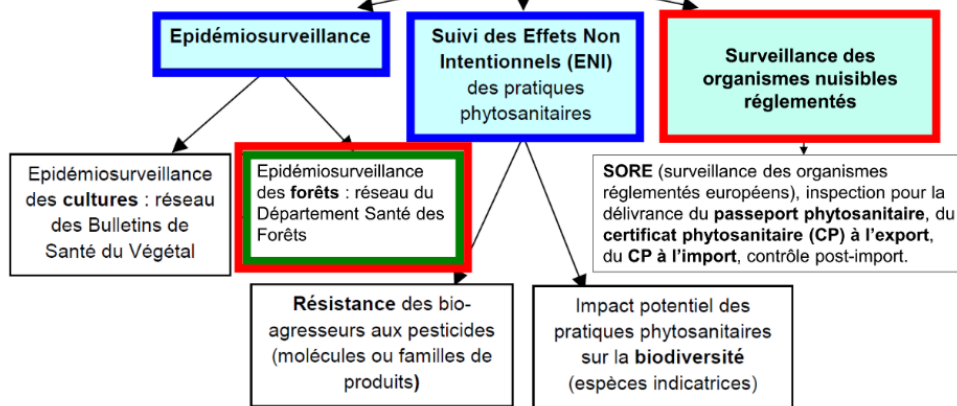 Epidémiosurveillance
Suivi des Effets Non
Intentionnels (ENI)
des pratiques
phytosanitaires
Surveillance des
organismes nuisibles
réglementés
Epidémiosurveillance
des cultures : réseau
des Bulletins de
Santé du Végétal
Epidémiosurveillance
des forêts : réseau du
Département Santé des
Forêts
SORE (surveillance des organismes
réglementés européens), inspection pour la
délivrance du passeport phytosanitaire, du
certificat phytosanitaire (CP) à l’export,
du CP à l’import, contrôle post-import.
Résistance des bio-
agresseurs aux pesticides
(molécules ou familles de
produits)
Impact potentiel des
pratiques phytosanitaires
sur la biodiversité
(espèces indicatrices)